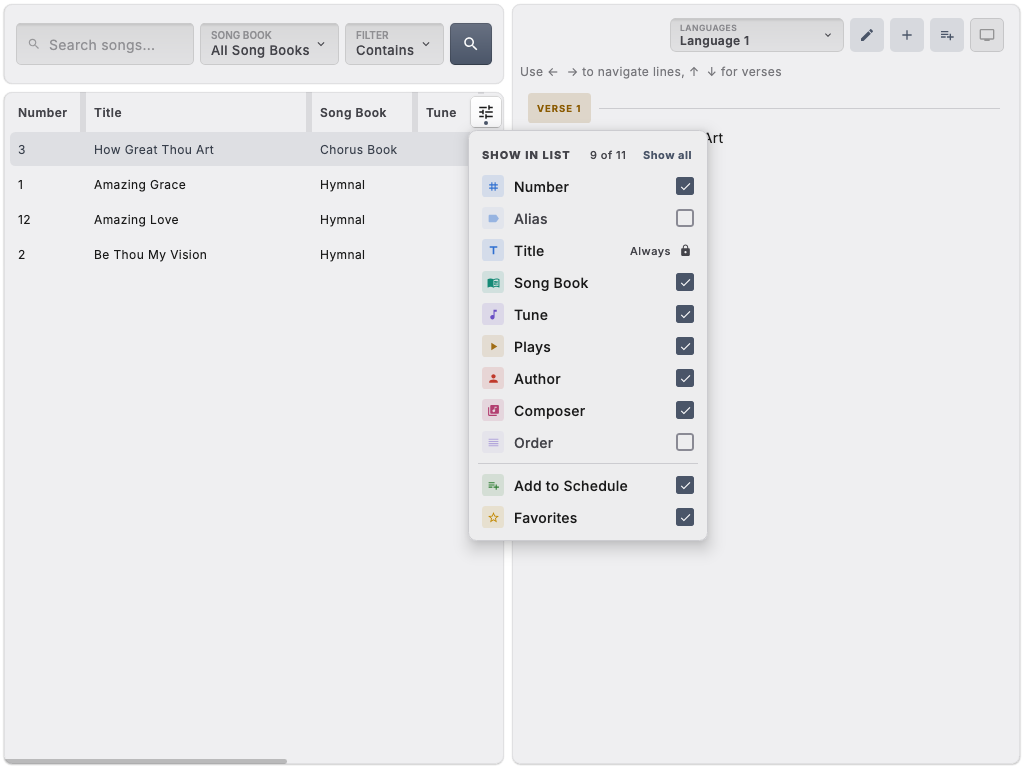 Search songs...
SONG BOOK
All Song Books
FILTER
Contains
Number
Title
Song Book
Tune
3
How Great Thou Art
Chorus Book
1
Amazing Grace
Hymnal
12
Amazing Love
Hymnal
2
Be Thou My Vision
Hymnal
LANGUAGES
Language 1
Use ← → to navigate lines, ↑ ↓ for verses
VERSE 1
Art
SHOW IN LIST
9 of 11
Show all
Number
Alias
Title
Always
Song Book
Tune
Plays
Author
Composer
Order
Add to Schedule
Favorites